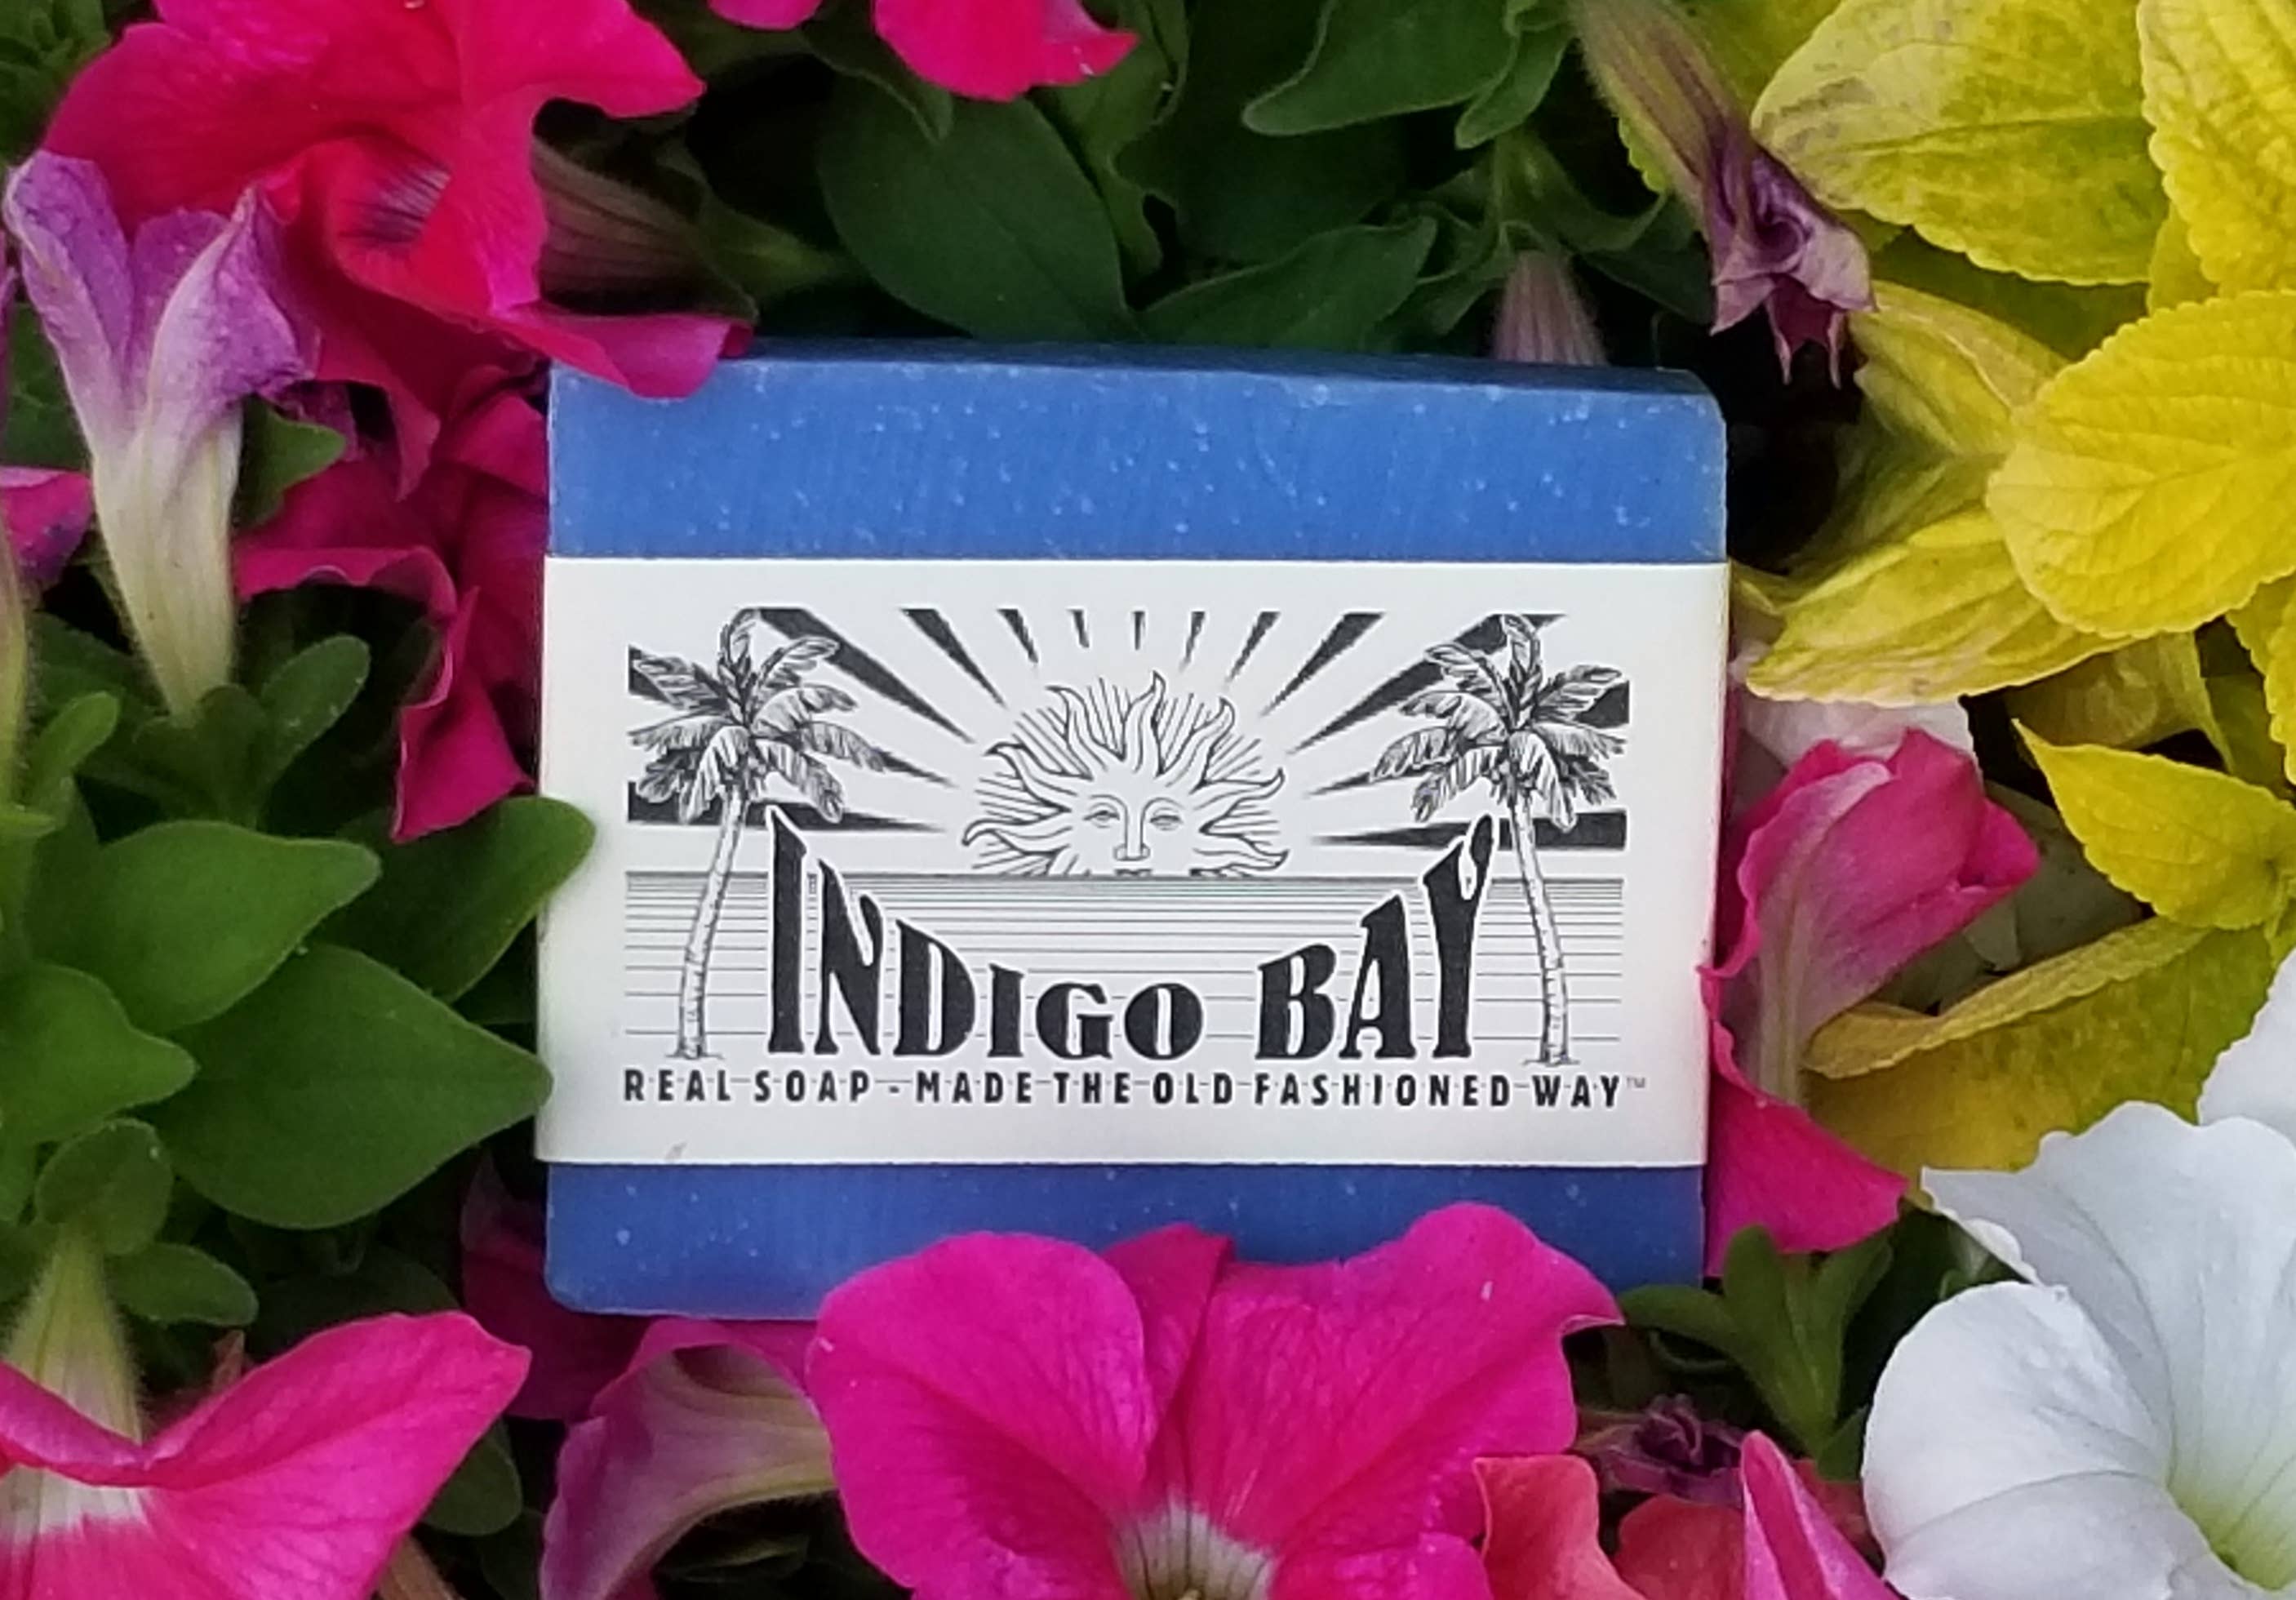 INDIGO BAY
REAL SOAP - MADE THE OLD FASHIONED WAY™